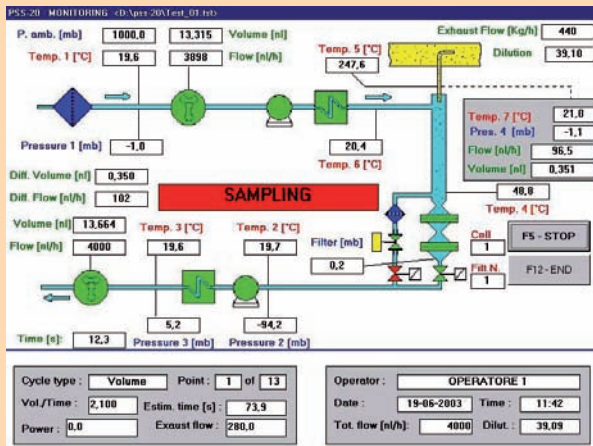 PSS-20 MONITORING <D:\pss-20\Test_01.tst>
P. amb. [mb] 1000,0 13,315 Volume [nl] Exhaust Flow [Kg/h] 440
Temp. 1 [°C] 19,6 3898 Flow [nl/h] Temp. 5 [°C] Dilution 39,10
247,6
Temp. 7 [°C] 21,0
Pres. 4 [mb] -1,1
Flow [nl/h] 96,5
Volume [nl] 0,351
Pressure 1 [mb] -1,0 20,4
Temp. 6 [°C]
Diff. Volume [nl] 0,350
48,8
Temp. 4 [°C]
Diff. Flow [nl/h] 102 SAMPLING
Volume [nl] 13,664 Temp. 3 [°C] Temp. 2 [°C]
Flow [nl/h] 4000 19,6 19,7 Filter [mb] Cell F5 - STOP
1
0,2 Filt N. F12 - END
1
5,2 -94,2
Time [s]: 12,3 Pressure 3 [mb] Pressure 2 [mb]
Cycle type : Volume Point : 1 of 13
Vol./Time : 2,100 Estim. time [s] : 73,9
Power : 0,0 Exaust flow : 280,0
Operator : OPERATORE 1
Date : 19-06-2003 Time : 11:42
Tot. flow [nl/h]: 4000 Dilut. : 39,09